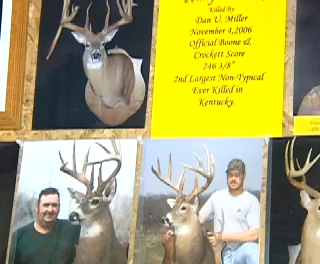 Killed By
Dan U. Miller
November 4, 2006
Official Boone &
Crockett Score
246 3/8"
2nd Largest Non-Typical
Ever Killed in
Kentucky.